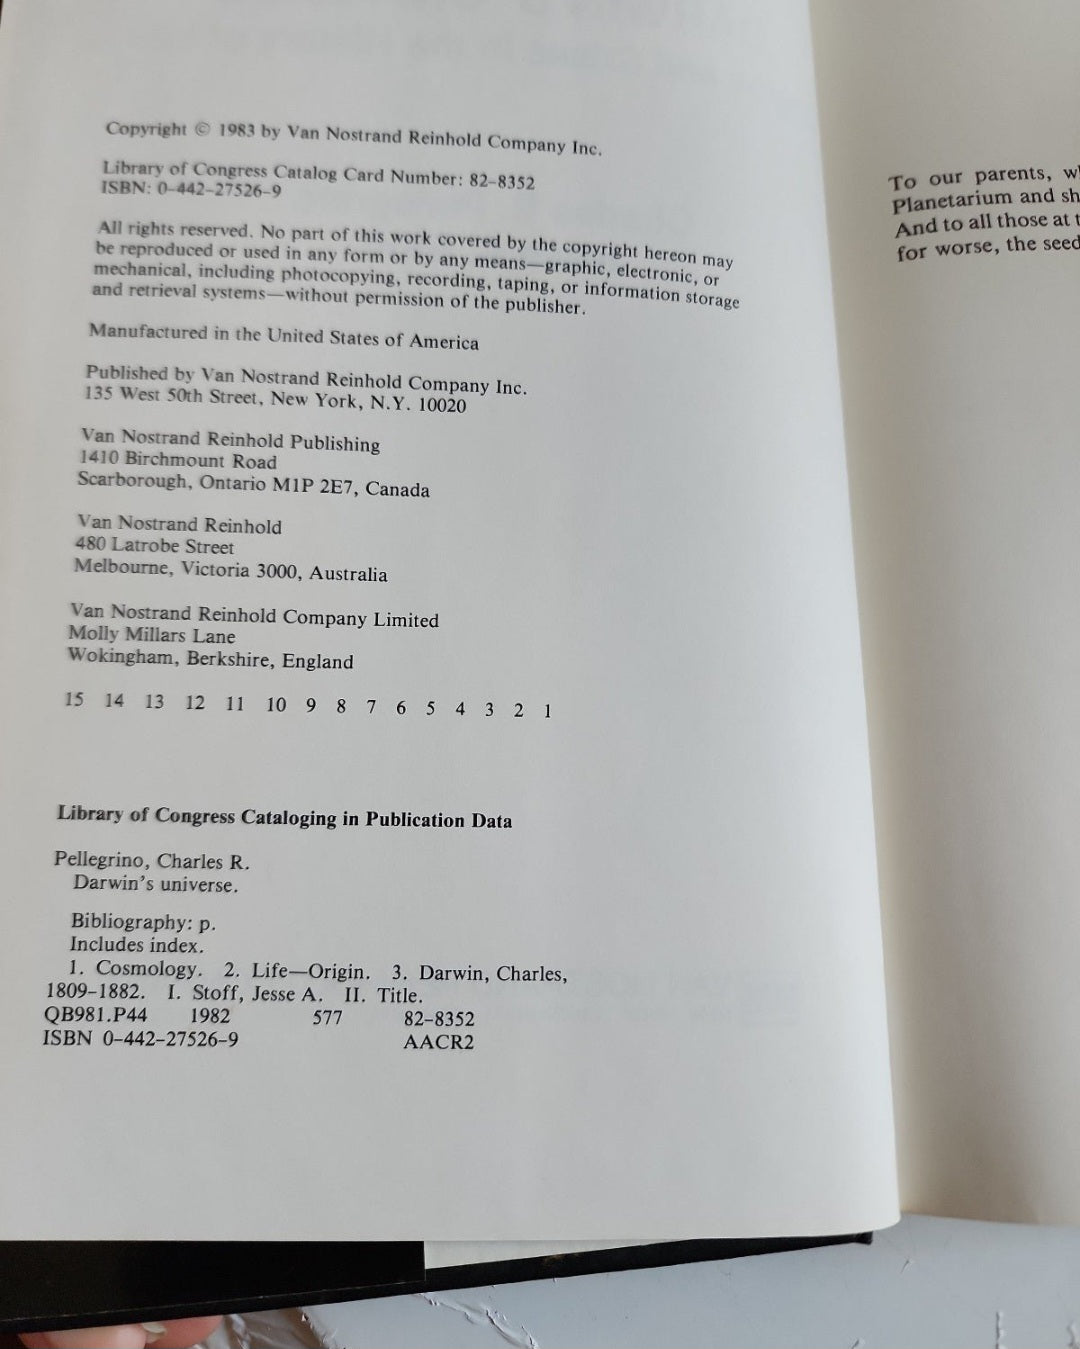 Copyright © 1983 by Van Nostrand Reinhold Company Inc.
Library of Congress Catalog Card Number: 82–8352
ISBN: 0–442–27526–9
All rights reserved. No part of this work covered by the copyright hereon may
be reproduced or used in any form or by any means—graphic, electronic, or
mechanical, including photocopying, recording, taping, or information storage
and retrieval systems—without permission of the publisher.
Manufactured in the United States of America
Published by Van Nostrand Reinhold Company Inc.
135 West 50th Street, New York, N.Y. 10020
Van Nostrand Reinhold Publishing
1410 Birchmount Road
Scarborough, Ontario M1P 2E7, Canada
Van Nostrand Reinhold
480 Latrobe Street
Melbourne, Victoria 3000, Australia
Van Nostrand Reinhold Company Limited
Molly Millars Lane
Wokingham, Berkshire, England
15 14 13 12 11 10 9 8 7 6 5 4 3 2 1
Library of Congress Cataloging in Publication Data
Pellegrino, Charles R.
Darwin's universe.
Bibliography: p.
Includes index.
1. Cosmology. 2. Life—Origin. 3. Darwin, Charles,
1809–1882. I. Stoff, Jesse A. II. Title.
QB981.P44 1982 577 82–8352
ISBN 0–442–27526–9 AACR2
To our parents,
Planetarium and
And to all those at
for worse, the